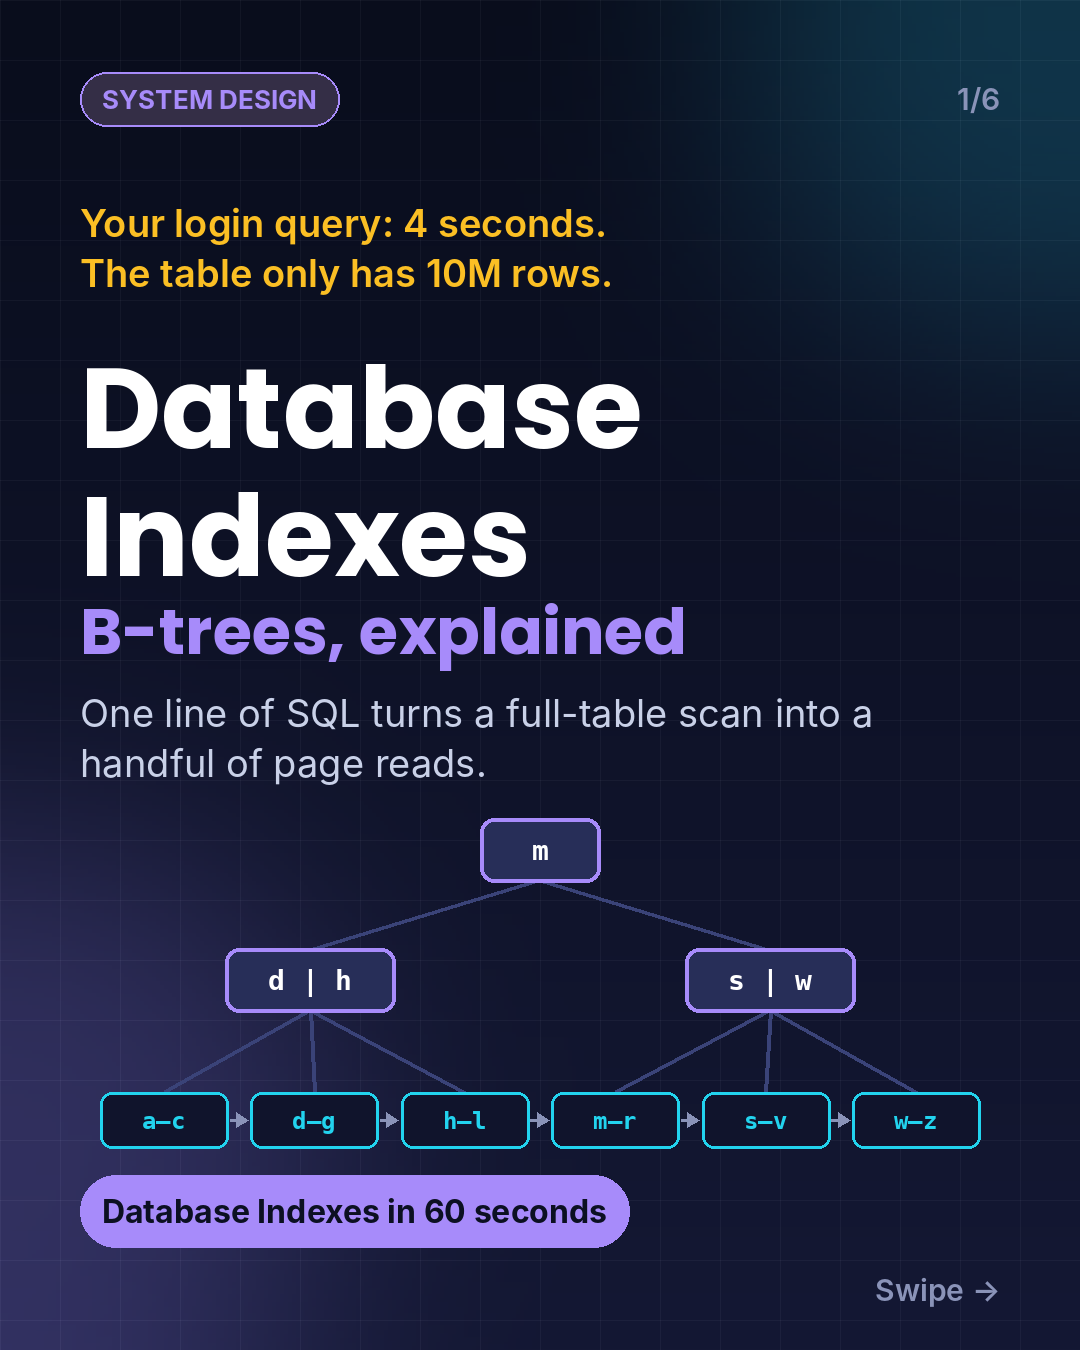 SYSTEM DESIGN
1/6
Your login query: 4 seconds.
The table only has 10M rows.
Database
Indexes
B-trees, explained
One line of SQL turns a full-table scan into a
handful of page reads.
m
d | h
s | w
a–c
d–g
h–l
m–r
s–v
w–z
Database Indexes in 60 seconds
Swipe →